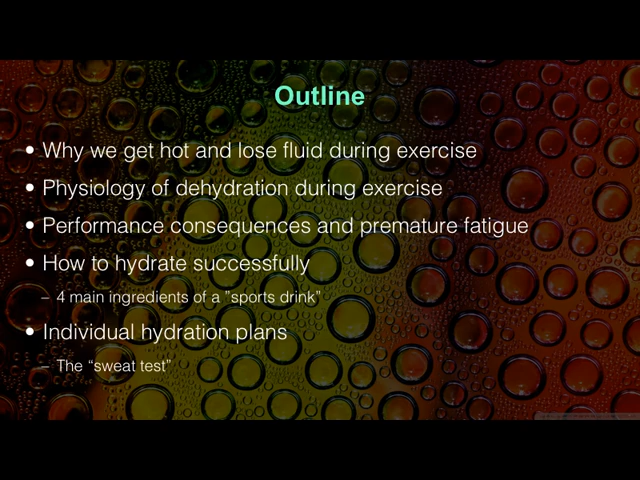 Outline
• Why we get hot and lose fluid during exercise
• Physiology of dehydration during exercise
• Performance consequences and premature fatigue
• How to hydrate successfully
– 4 main ingredients of a ”sports drink”
• Individual hydration plans
– The “sweat test”